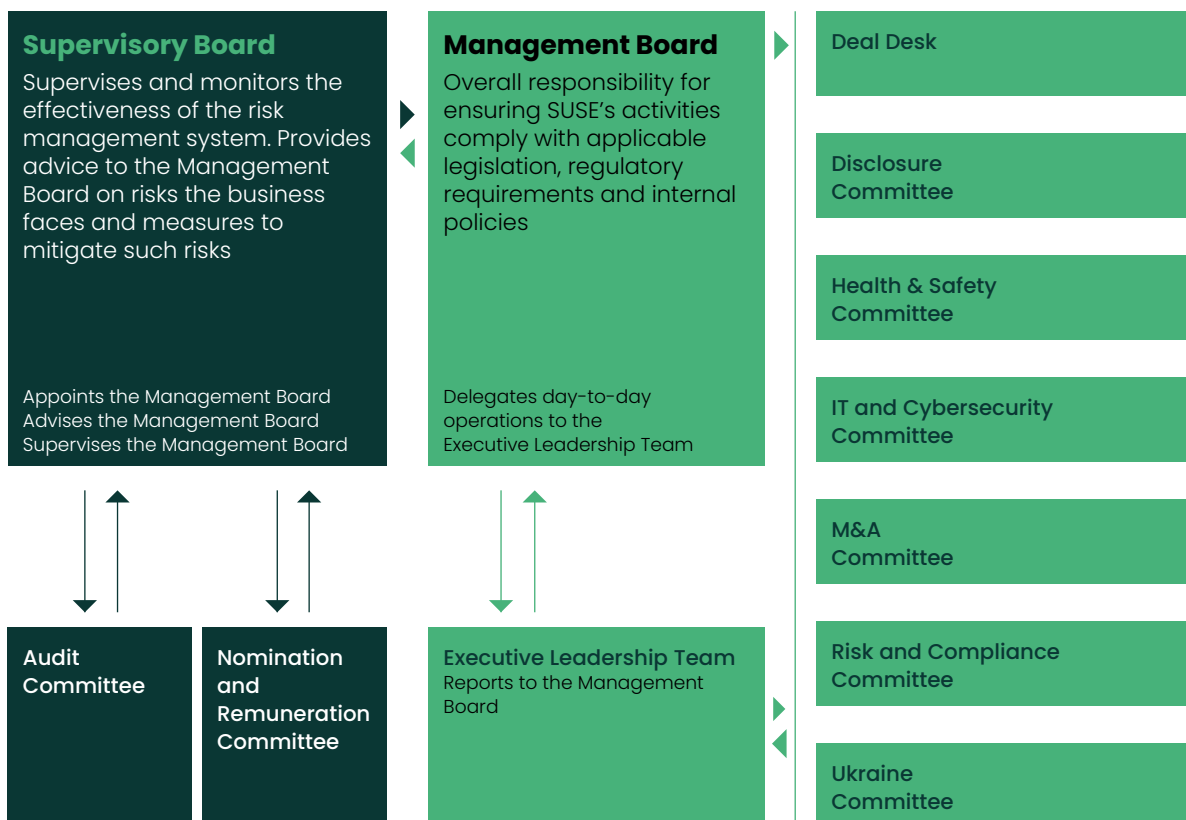 Supervisory Board
Supervises and monitors the
effectiveness of the risk
management system. Provides
advice to the Management
Board on risks the business
faces and measures to
mitigate such risks
Appoints the Management Board
Advises the Management Board
Supervises the Management Board
Management Board
Overall responsibility for
ensuring SUSE’s activities
comply with applicable
legislation, regulatory
requirements and internal
policies
Delegates day-to-day
operations to the
Executive Leadership Team
Audit
Committee
Nomination
and
Remuneration
Committee
Executive Leadership Team
Reports to the Management
Board
Deal Desk
Disclosure
Committee
Health & Safety
Committee
IT and Cybersecurity
Committee
M&A
Committee
Risk and Compliance
Committee
Ukraine
Committee